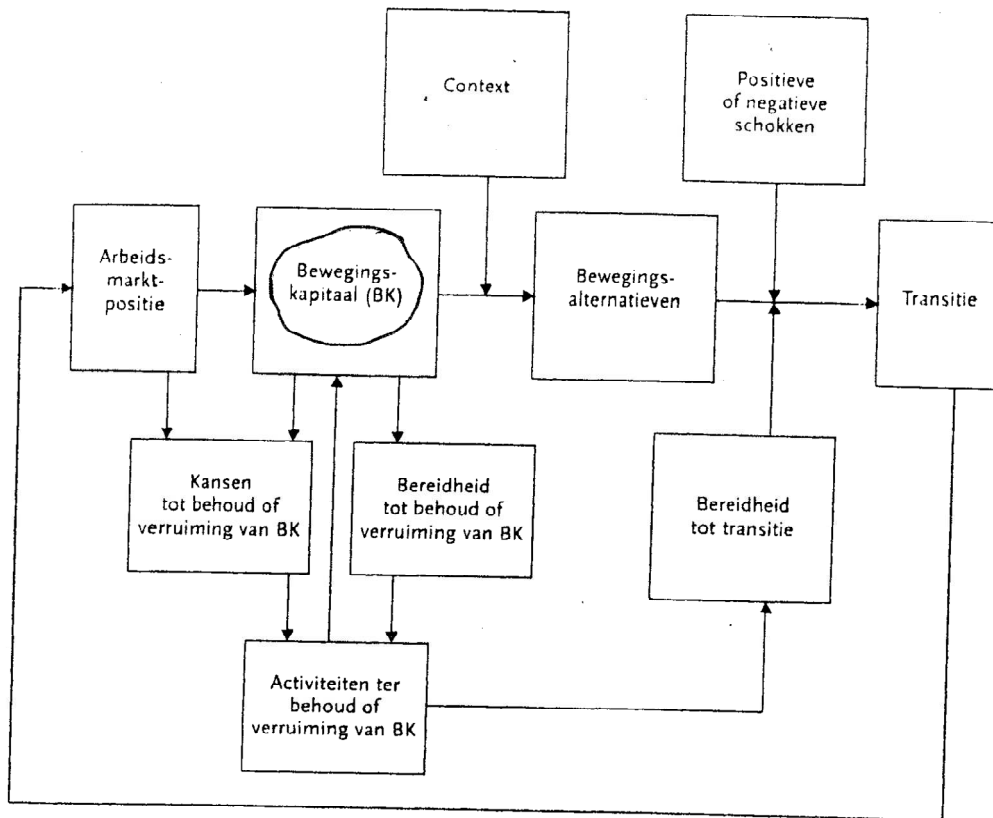 Context
Positieve
of negatieve
schokken
Arbeids-
markt-
positie
Bewegings-
kapitaal (BK)
Bewegings-
alternatieven
Transitie
Kansen
tot behoud of
verruiming van BK
Bereidheid
tot behoud of
verruiming van BK
Bereidheid
tot transitie
Activiteiten ter
behoud of
verruiming van BK